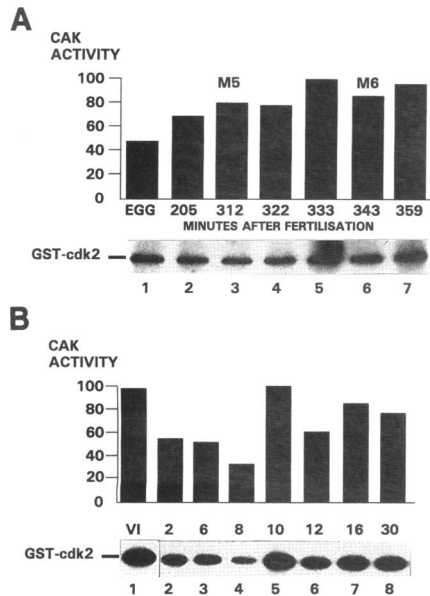 A
CAK
ACTIVITY
100
80
60
40
20
0
M5 M6
EGG 205 312 322 333 343 359
MINUTES AFTER FERTILISATION
GST-cdk2
1 2 3 4 5 6 7
B
CAK
ACTIVITY
100
80
60
40
20
VI 2 6 8 10 12 16 30
GST-cdk2
1 2 3 4 5 6 7 8